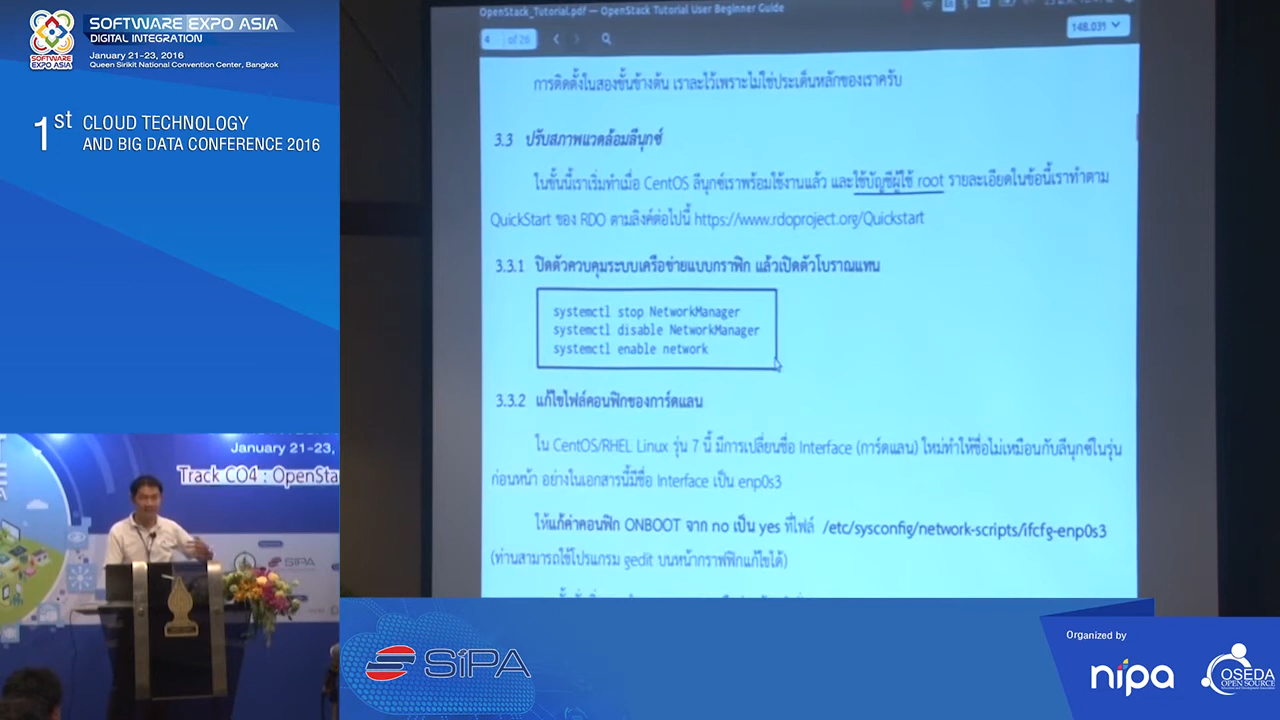 SOFTWARE EXPO ASIA
DIGITAL INTEGRATION
January 21-23, 2016
Queen Sirikit National Convention Center, Bangkok
SOFTWARE
EXPO ASIA
1st CLOUD TECHNOLOGY
AND BIG DATA CONFERENCE 2016
OpenStack_Tutorial.pdf — OpenStack Tutorial User Beginner Guide
4 of 26
148.031
การติดตั้งในสองขั้นข้างต้น เราละไว้เพราะไม่ใช่ประเด็นหลักของเราครับ
3.3 ปรับสภาพแวดล้อมลีนุกซ์
ในขั้นนี้เราเริ่มทำเมื่อ CentOS ลีนุกซ์เราพร้อมใช้งานแล้ว และใช้บัญชีผู้ใช้ root รายละเอียดในข้อนี้เราทำตาม
QuickStart ของ RDO ตามลิงค์ต่อไปนี้ https://www.rdoproject.org/Quickstart
3.3.1 ปิดตัวควบคุมระบบเครือข่ายแบบกราฟิก แล้วเปิดตัวโบราณแทน
systemctl stop NetworkManager
systemctl disable NetworkManager
systemctl enable network
3.3.2 แก้ไขไฟล์คอนฟิกของการ์ดแลน
ใน CentOS/RHEL Linux รุ่น 7 นี้ มีการเปลี่ยนชื่อ Interface (การ์ดแลน) ใหม่ทำให้ชื่อไม่เหมือนกับลีนุกซ์ในรุ่น
ก่อนหน้า อย่างในเอกสารนี้มีชื่อ Interface เป็น enp0s3
ให้แก้ค่าคอนฟิก ONBOOT จาก no เป็น yes ที่ไฟล์ /etc/sysconfig/network-scripts/ifcfg-enp0s3
(ท่านสามารถใช้โปรแกรม gedit บนหน้ากราฟฟิกแก้ไขได้)
January 21-23,
Track CO4 : OpenSta
SIPA
SIPA
Organized by
nipa
OSEDA
OPEN SOURCE